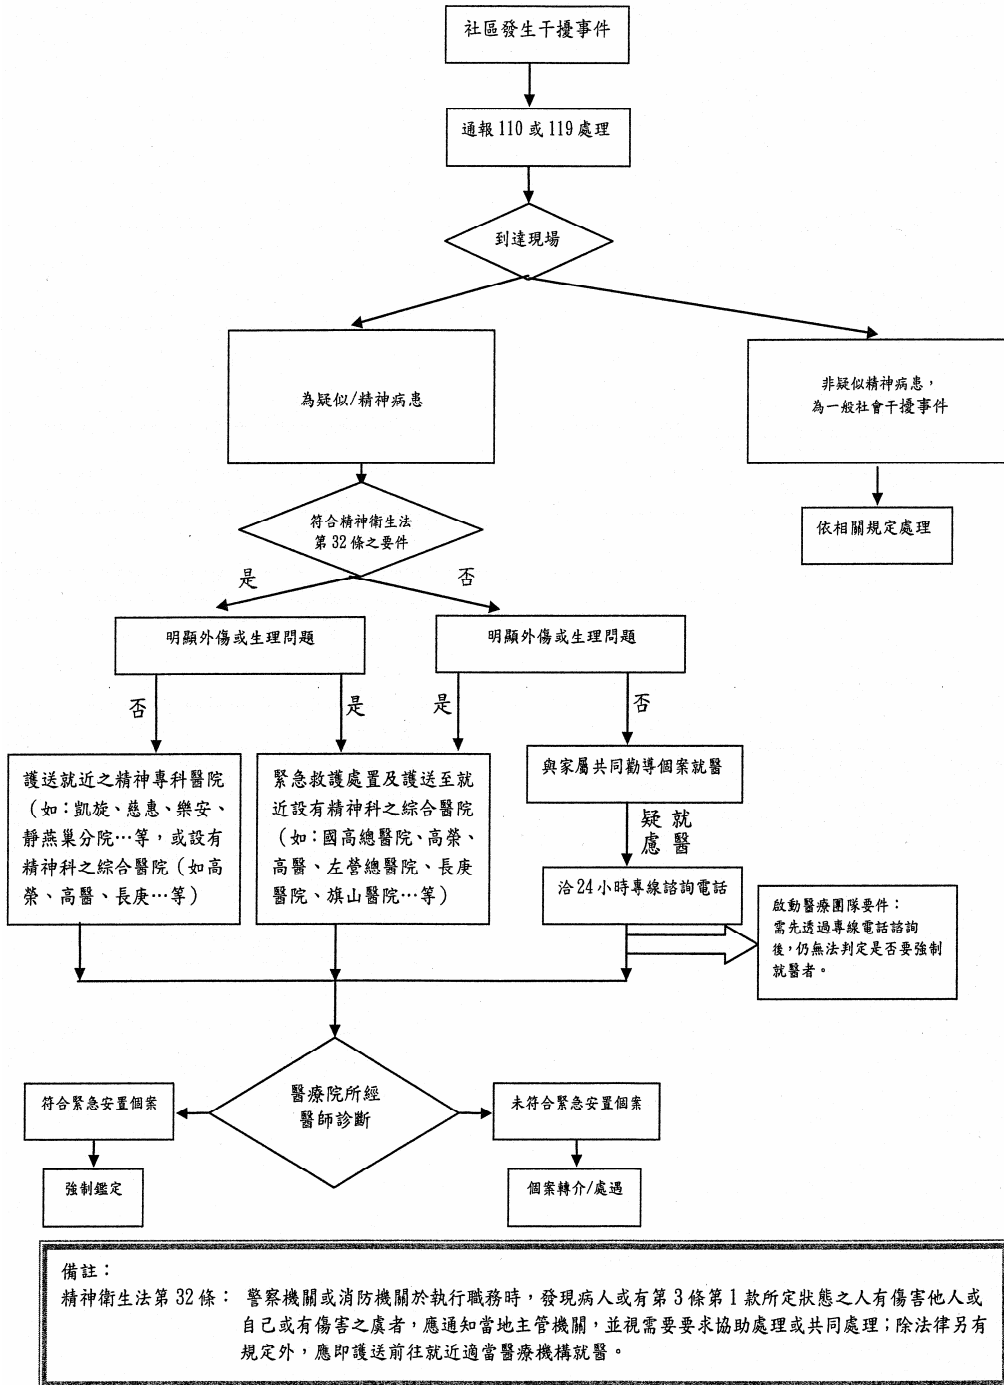 社區發生干擾事件
通報 110 或 119 處理
到達現場
為疑似/精神病患
非疑似精神病患，
為一般社會干擾事件
符合精神衛生法
第 32 條之要件
依相關規定處理
是
否
明顯外傷或生理問題
明顯外傷或生理問題
否
是
是
否
護送就近之精神專科醫院
（如：凱旋、慈惠、樂安、
靜燕巢分院…等，或設有
精神科之綜合醫院（如高
榮、高醫、長庚…等）
緊急救護處置及護送至就
近設有精神科之綜合醫院
（如：國高總醫院、高榮、
高醫、左營總醫院、長庚
醫院、旗山醫院…等）
與家屬共同勸導個案就醫
就醫
疑慮
洽 24 小時專線諮詢電話
啟動醫療團隊要件：
需先透過專線電話諮詢
後，仍無法判定是否要強制
就醫者。
醫療院所經
醫師診斷
符合緊急安置個案
未符合緊急安置個案
強制鑑定
個案轉介/處遇
備註：
精神衛生法第 32 條： 警察機關或消防機關於執行職務時，發現病人或有第 3 條第 1 款所定狀態之人有傷害他人或
自己或有傷害之虞者，應通知當地主管機關，並視需要要求協助處理或共同處理；除法律另有
規定外，應即護送前往就近適當醫療機構就醫。